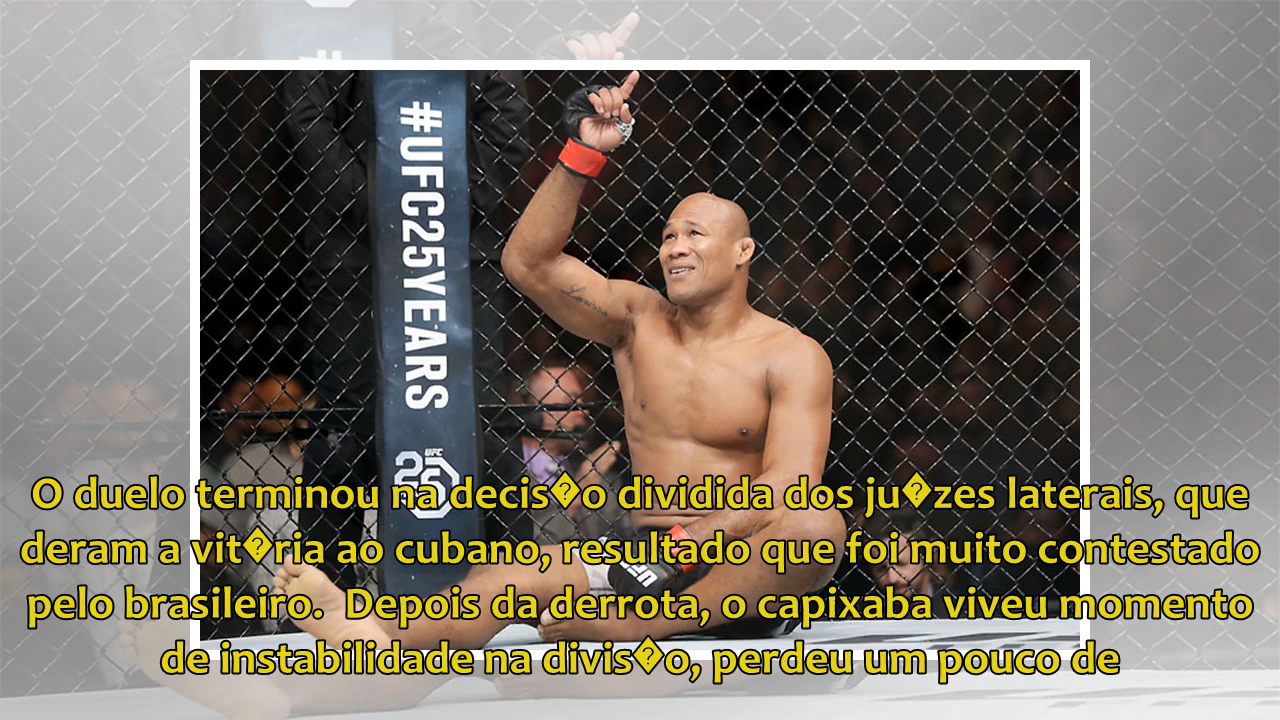 #UFC25YEARS
UFC
25
O duelo terminou na decis�o dividida dos ju�zes laterais, que
deram a vit�ria ao cubano, resultado que foi muito contestado
pelo brasileiro.  Depois da derrota, o capixaba viveu momento
de instabilidade na divis�o, perdeu um pouco de